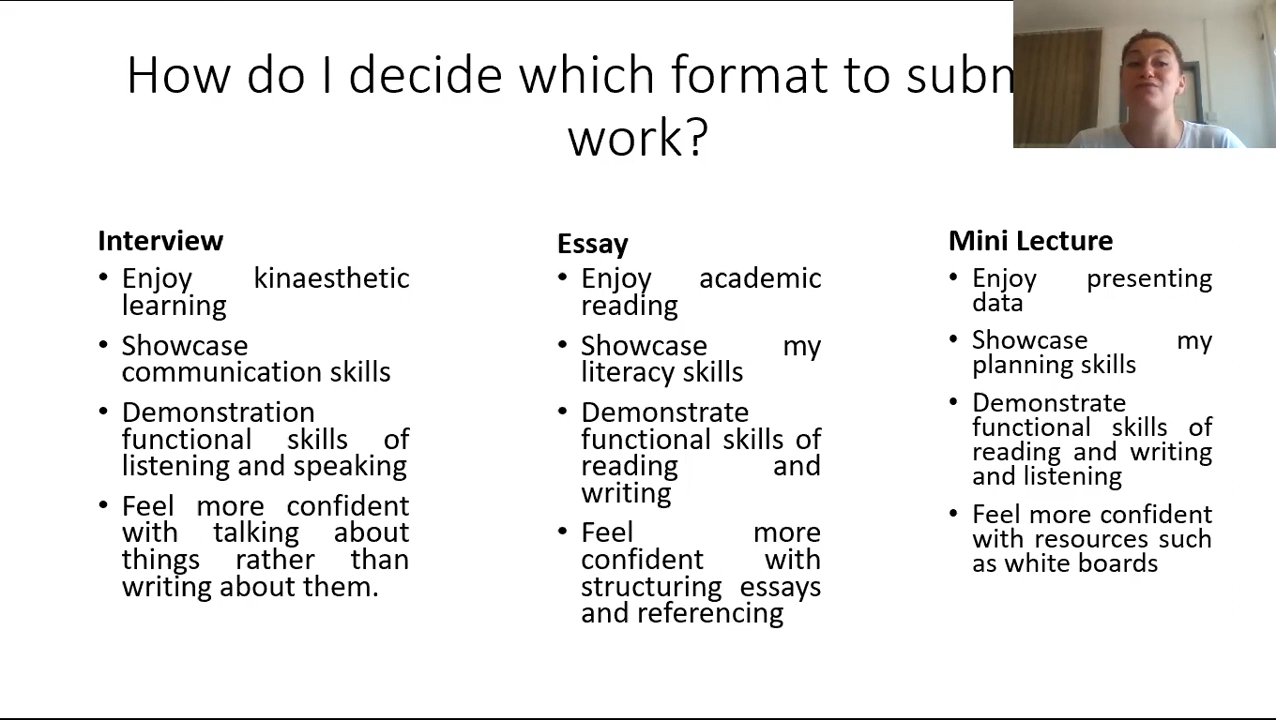 How do I decide which format to subm
work?
Interview
• Enjoy kinaesthetic
learning
• Showcase
communication skills
• Demonstration
functional skills of
listening and speaking
• Feel more confident
with talking about
things rather than
writing about them.
Essay
• Enjoy academic
reading
• Showcase my
literacy skills
• Demonstrate
functional skills of
reading and
writing
• Feel more
confident with
structuring essays
and referencing
Mini Lecture
• Enjoy presenting
data
• Showcase my
planning skills
• Demonstrate
functional skills of
reading and writing
and listening
• Feel more confident
with resources such
as white boards